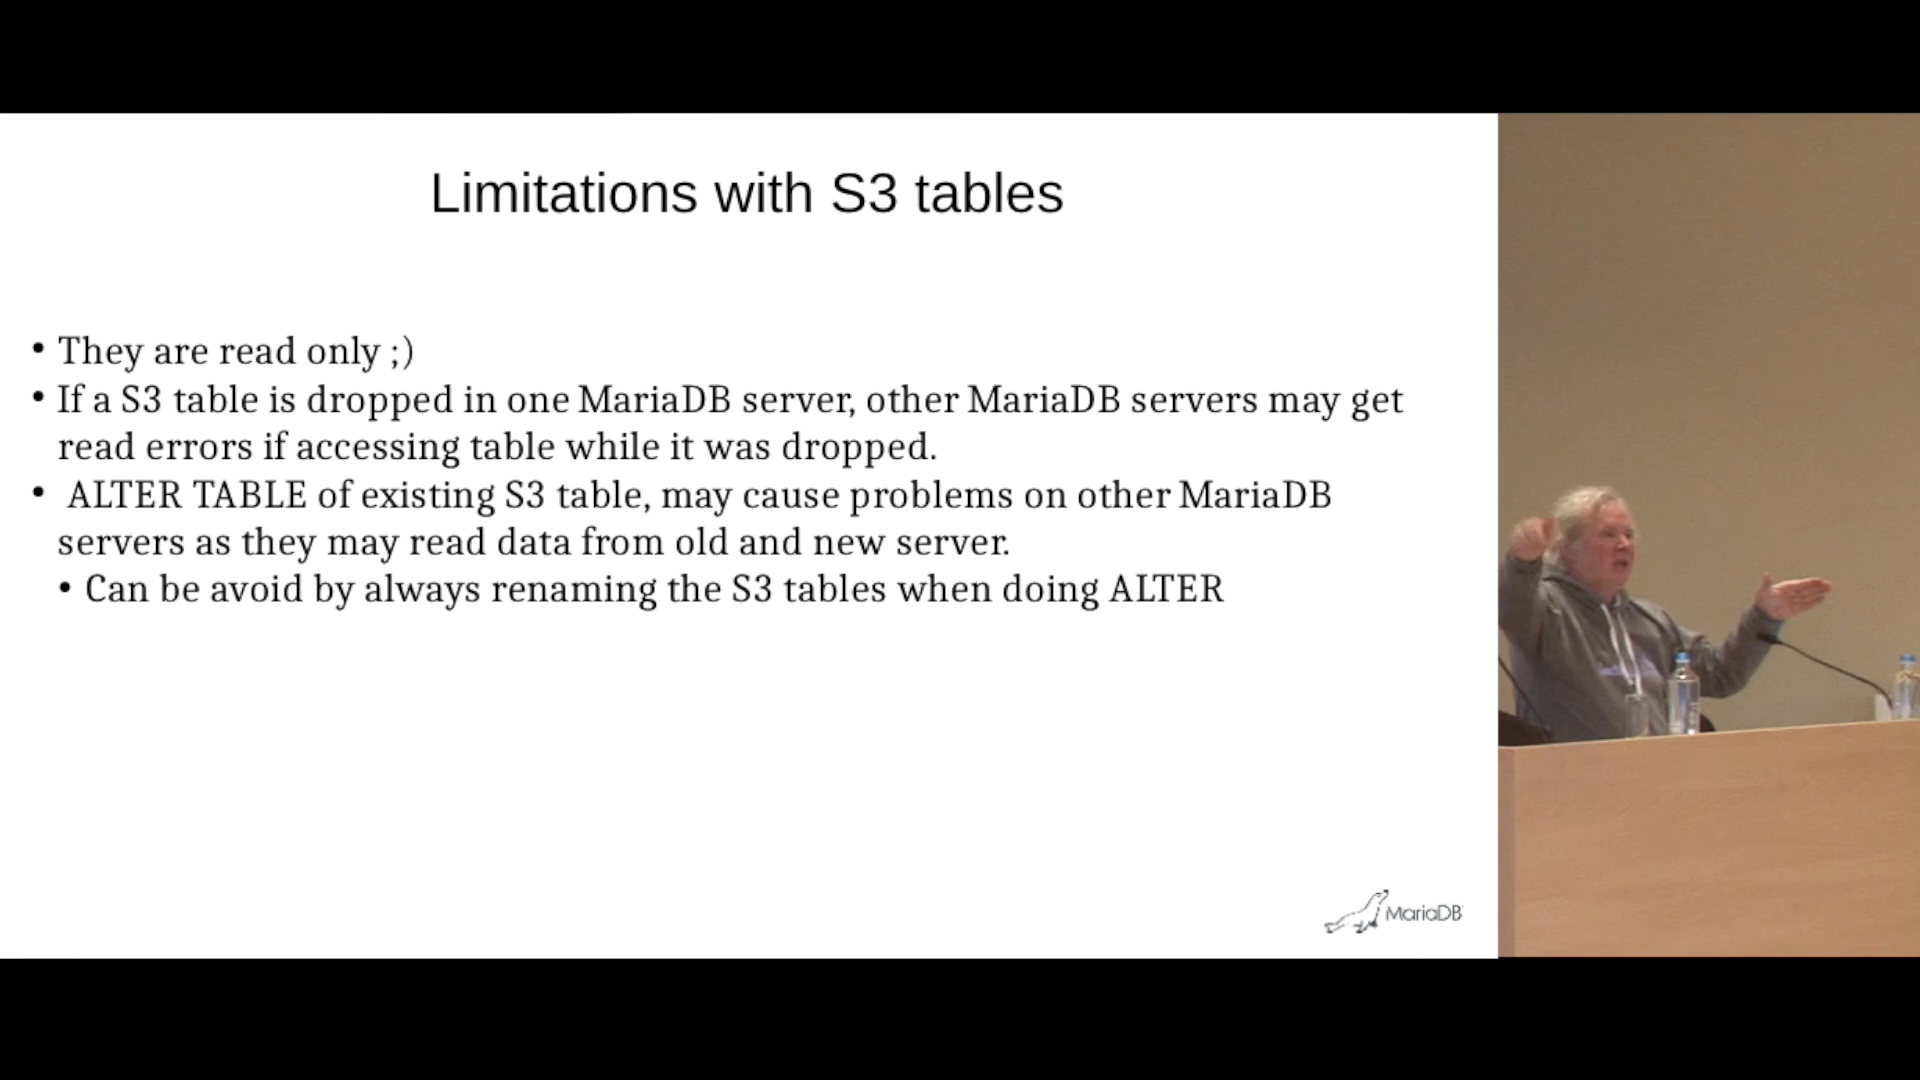 Limitations with S3 tables
• They are read only ;)
• If a S3 table is dropped in one MariaDB server, other MariaDB servers may get
read errors if accessing table while it was dropped.
• ALTER TABLE of existing S3 table, may cause problems on other MariaDB
servers as they may read data from old and new server.
• Can be avoid by always renaming the S3 tables when doing ALTER
MariaDB